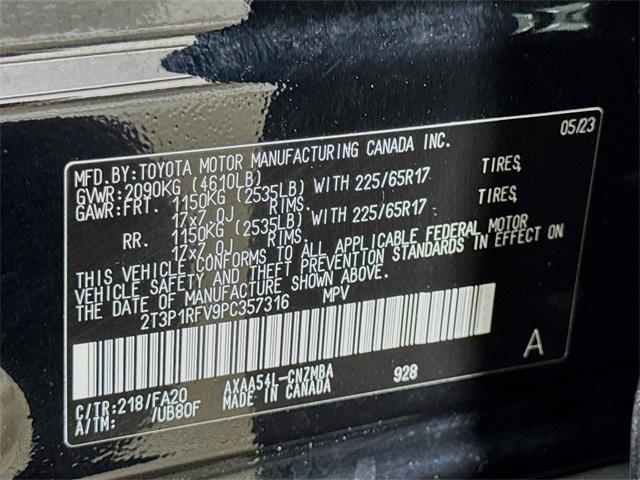 05/23
MFD.BY:TOYOTA MOTOR MANUFACTURING CANADA INC.
GVWR:2090KG (4610LB)
GAWR:FRT. 1150KG (2535LB) WITH 225/65R17 TIRES,
17x7.0J RIMS,
RR. 1150KG (2535LB) WITH 225/65R17 TIRES,
17x7.0J RIMS.
THIS VEHICLE CONFORMS TO ALL APPLICABLE FEDERAL MOTOR
VEHICLE SAFETY AND THEFT PREVENTION STANDARDS IN EFFECT ON
THE DATE OF MANUFACTURE SHOWN ABOVE.
2T3P1RFV9PC357316 MPV
A
C/TR:218/FA20 AXAA54L-CNZMBA 928
A/TM: /UB80F MADE IN CANADA